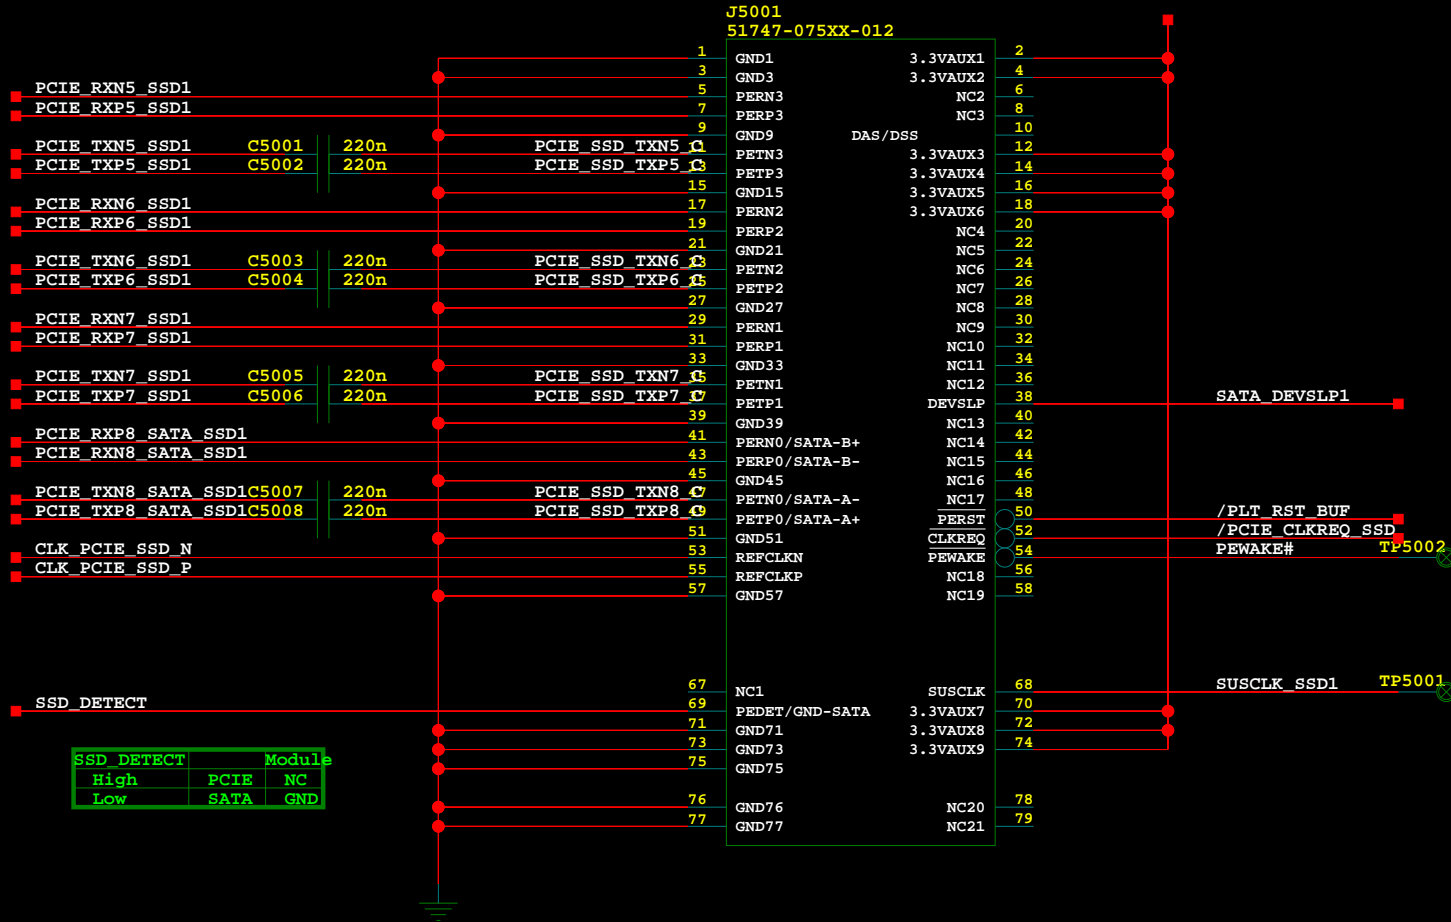 J5001
51747-075XX-012
1 GND1 3.3VAUX1 2
3 GND3 3.3VAUX2 4
PCIE_RXN5_SSD1 5 PERN3 NC2 6
PCIE_RXP5_SSD1 7 PERP3 NC3 8
9 GND9 DAS/DSS 10
PCIE_TXN5_SSD1 C5001 220n PCIE_SSD_TXN5_C 11 PETN3 3.3VAUX3 12
PCIE_TXP5_SSD1 C5002 220n PCIE_SSD_TXP5_C 13 PETP3 3.3VAUX4 14
15 GND15 3.3VAUX5 16
PCIE_RXN6_SSD1 17 PERN2 3.3VAUX6 18
PCIE_RXP6_SSD1 19 PERP2 NC4 20
21 GND21 NC5 22
PCIE_TXN6_SSD1 C5003 220n PCIE_SSD_TXN6_C 23 PETN2 NC6 24
PCIE_TXP6_SSD1 C5004 220n PCIE_SSD_TXP6_C 25 PETP2 NC7 26
27 GND27 NC8 28
PCIE_RXN7_SSD1 29 PERN1 NC9 30
PCIE_RXP7_SSD1 31 PERP1 NC10 32
33 GND33 NC11 34
PCIE_TXN7_SSD1 C5005 220n PCIE_SSD_TXN7_C 35 PETN1 NC12 36
PCIE_TXP7_SSD1 C5006 220n PCIE_SSD_TXP7_C 37 PETP1 DEVSLP 38 SATA_DEVSLP1
39 GND39 NC13 40
PCIE_RXP8_SATA_SSD1 41 PERN0/SATA-B+ NC14 42
PCIE_RXN8_SATA_SSD1 43 PERP0/SATA-B- NC15 44
45 GND45 NC16 46
PCIE_TXN8_SATA_SSD1 C5007 220n PCIE_SSD_TXN8_C 47 PETN0/SATA-A- NC17 48
PCIE_TXP8_SATA_SSD1 C5008 220n PCIE_SSD_TXP8_C 49 PETP0/SATA-A+ PERST 50 /PLT_RST_BUF
51 GND51 CLKREQ 52 /PCIE_CLKREQ_SSD
CLK_PCIE_SSD_N 53 REFCLKN PEWAKE 54 PEWAKE# TP5002
CLK_PCIE_SSD_P 55 REFCLKP NC18 56
57 GND57 NC19 58
67 NC1 SUSCLK 68 SUSCLK_SSD1 TP5001
SSD_DETECT 69 PEDET/GND-SATA 3.3VAUX7 70
71 GND71 3.3VAUX8 72
73 GND73 3.3VAUX9 74
75 GND75
76 GND76 NC20 78
77 GND77 NC21 79
SSD_DETECT Module
High PCIE NC
Low SATA GND